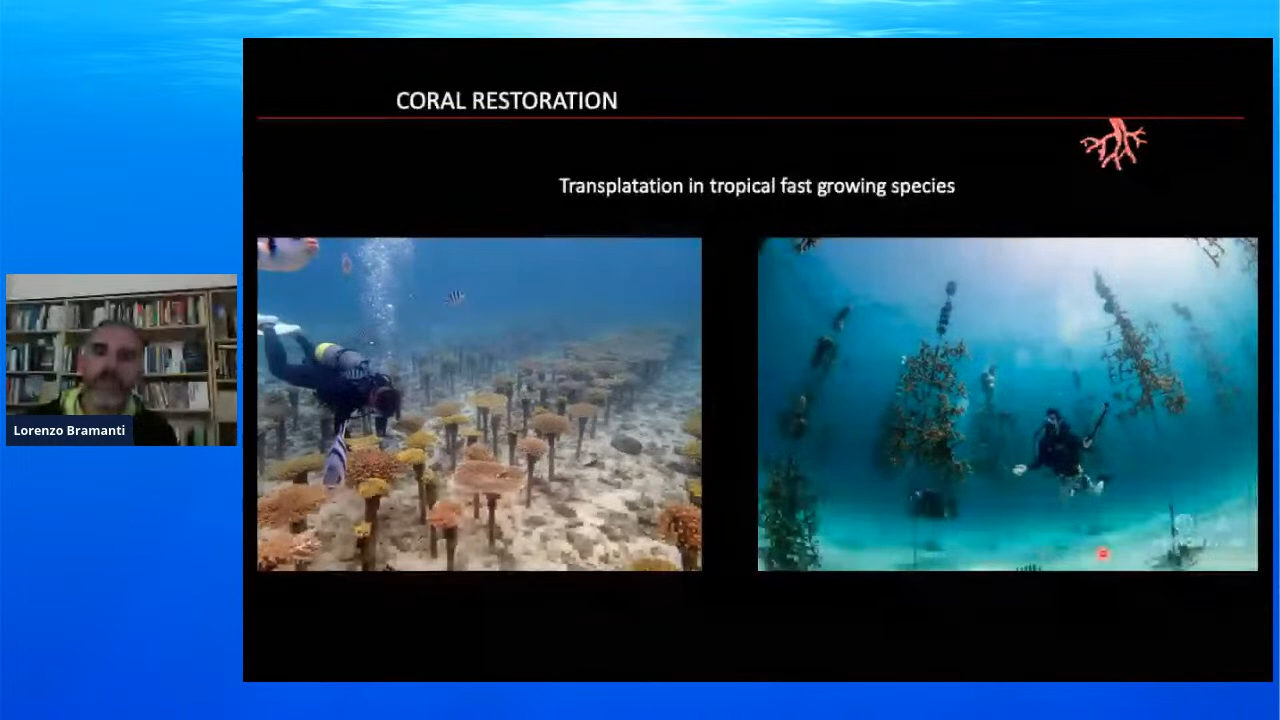 CORAL RESTORATION
Transplatation in tropical fast growing species
Lorenzo Bramanti